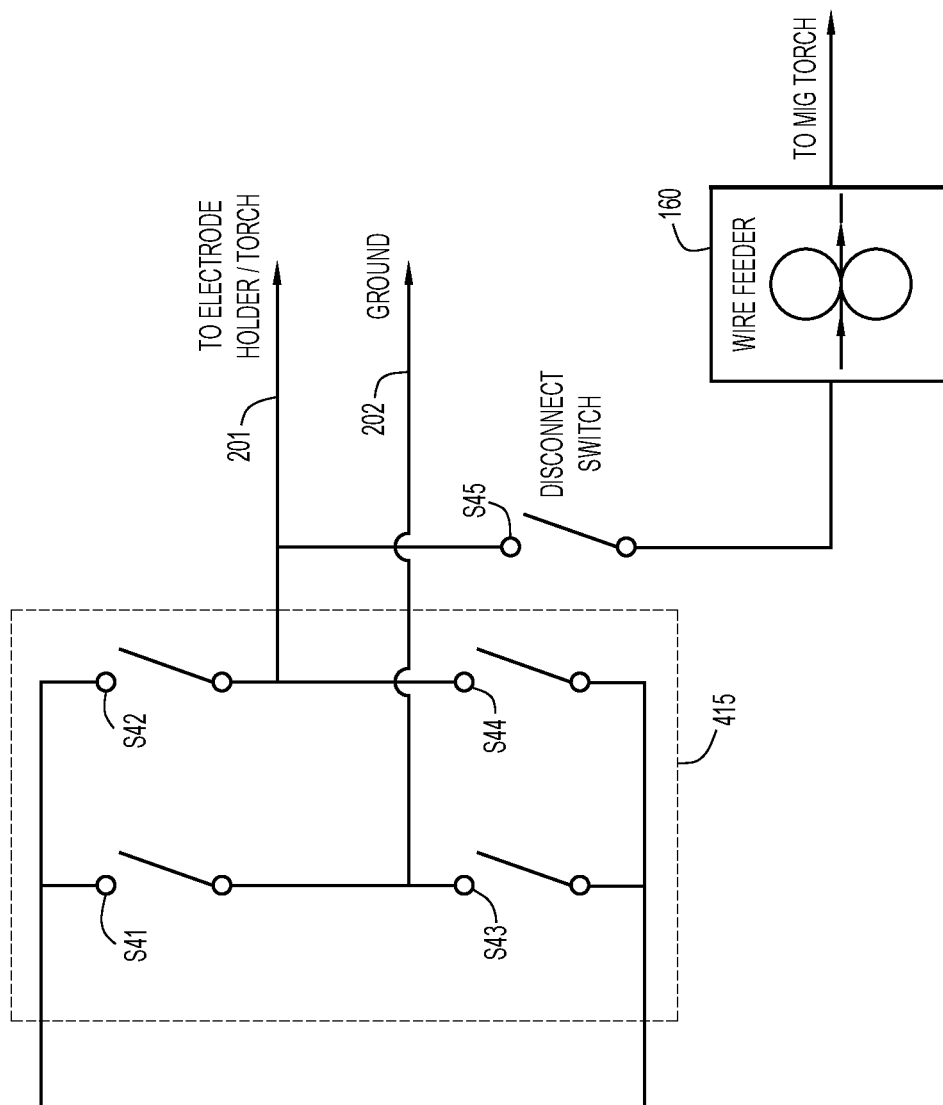 TO ELECTRODE
HOLDER / TORCH
201
GROUND
202
S42
S41
S44
S43
415
S45
DISCONNECT
SWITCH
160
WIRE FEEDER
TO MIG TORCH